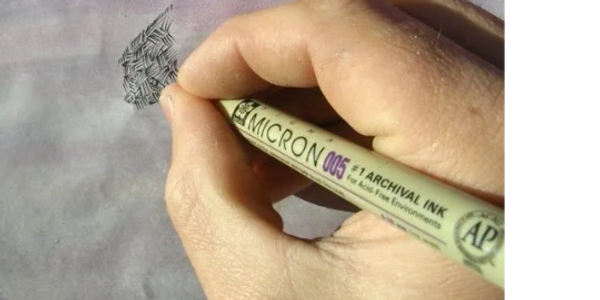 MICRON 005
#1 ARCHIVAL INK
For Acid-Free Environments
AP